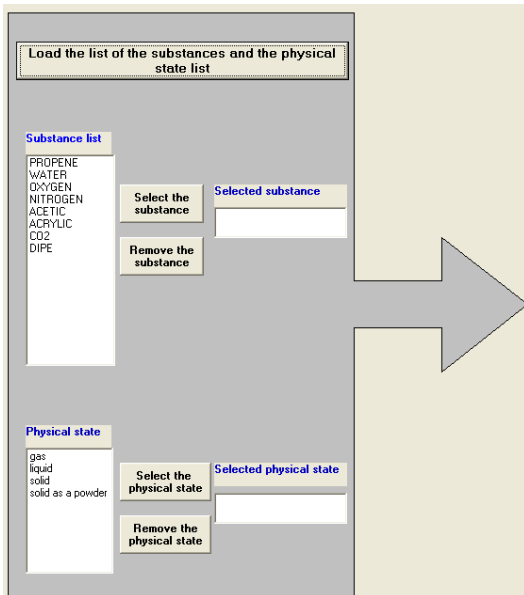 Load the list of the substances and the physical
state list
Substance list
PROPENE
WATER
OXYGEN
NITROGEN
ACETIC
ACRYLIC
CO2
DIPE
Select the
substance
Selected substance
Remove the
substance
Physical state
gas
liquid
solid
solid as a powder
Select the
physical state
Selected physical state
Remove the
physical state